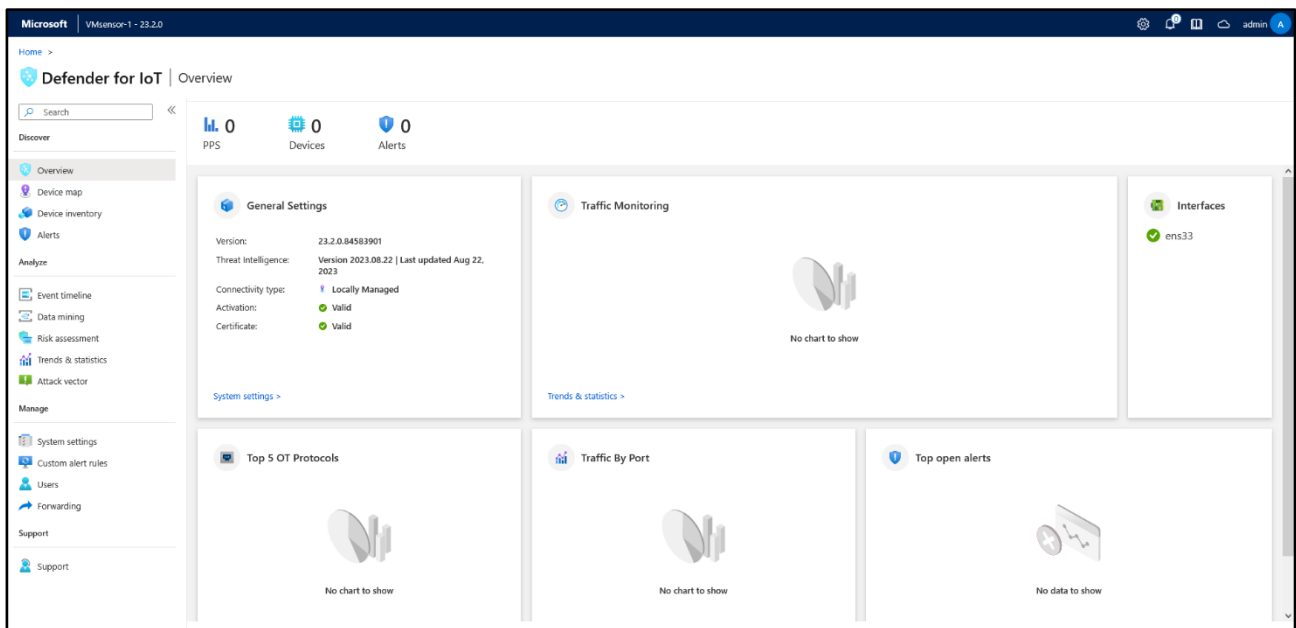 Microsoft VMsensor-1 - 23.2.0 0 admin A
Home >
Defender for IoT | Overview
Search
Discover
Overview
Device map
Device inventory
Alerts
Analyze
Event timeline
Data mining
Risk assessment
Trends & statistics
Attack vector
Manage
System settings
Custom alert rules
Users
Forwarding
Support
Support
0
PPS
0
Devices
0
Alerts
General Settings
Version: 23.2.0.84583901
Threat Intelligence: Version 2023.08.22 | Last updated Aug 22,
2023
Connectivity type: Locally Managed
Activation: Valid
Certificate: Valid
System settings >
Traffic Monitoring
No chart to show
Trends & statistics >
Interfaces
ens33
Top 5 OT Protocols
No chart to show
Traffic By Port
No chart to show
Top open alerts
No data to show